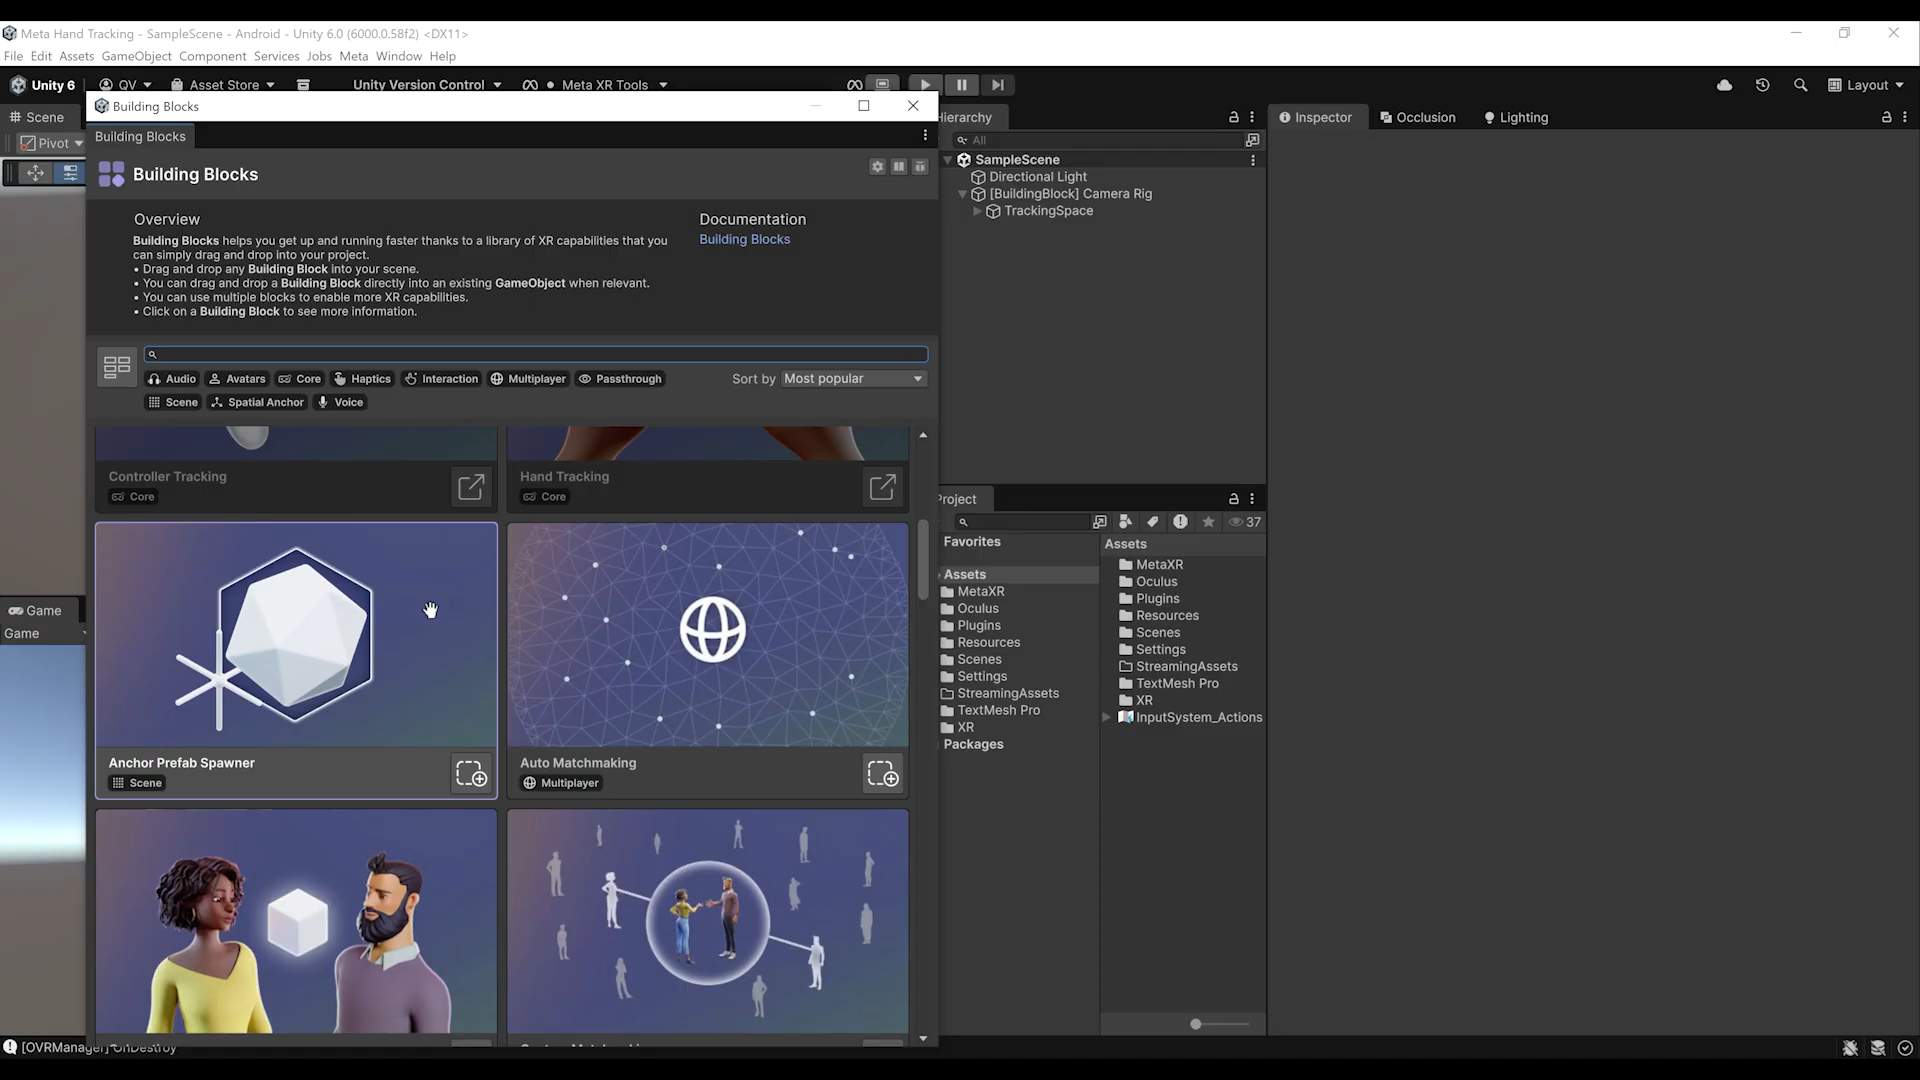 Meta Hand Tracking - SampleScene - Android - Unity 6.0 (6000.0.58f2) <DX11>
File Edit Assets GameObject Component Services Jobs Meta Window Help
Unity 6 QV Asset Store Unity Version Control Meta XR Tools Layout
Building Blocks
Scene
Building Blocks
Hierarchy
Inspector Occlusion Lighting
Pivot
All
Building Blocks
SampleScene
Directional Light
[BuildingBlock] Camera Rig
TrackingSpace
Overview
Documentation
Building Blocks helps you get up and running faster thanks to a library of XR capabilities that you
can simply drag and drop into your project.
Building Blocks
• Drag and drop any Building Block into your scene.
• You can drag and drop a Building Block directly into an existing GameObject when relevant.
• You can use multiple blocks to enable more XR capabilities.
• Click on a Building Block to see more information.
Audio Avatars Core Haptics Interaction Multiplayer Passthrough
Sort by Most popular
Scene Spatial Anchor Voice
Controller Tracking
Core
Hand Tracking
Core
Anchor Prefab Spawner
Scene
Auto Matchmaking
Multiplayer
Game
Game
Project
37
Favorites
Assets
MetaXR
Oculus
Plugins
Resources
Scenes
Settings
StreamingAssets
TextMesh Pro
XR
Packages
Assets
MetaXR
Oculus
Plugins
Resources
Scenes
Settings
StreamingAssets
TextMesh Pro
XR
InputSystem_Actions
[OVRManager] OnDestroy